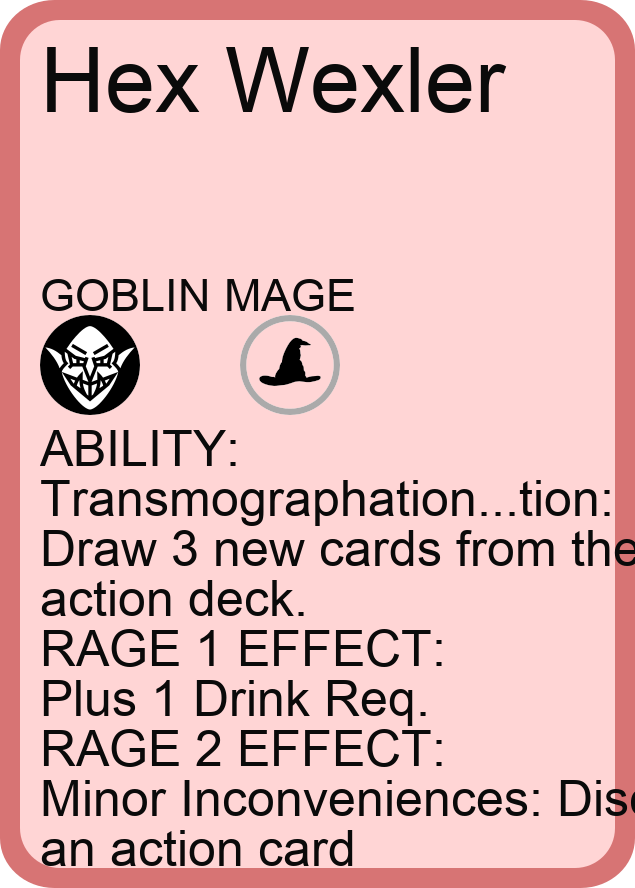 Hex Wexler
GOBLIN MAGE
ABILITY:
Transmographation...tion:
Draw 3 new cards from the
action deck.
RAGE 1 EFFECT:
Plus 1 Drink Req.
RAGE 2 EFFECT:
Minor Inconveniences:
an action card